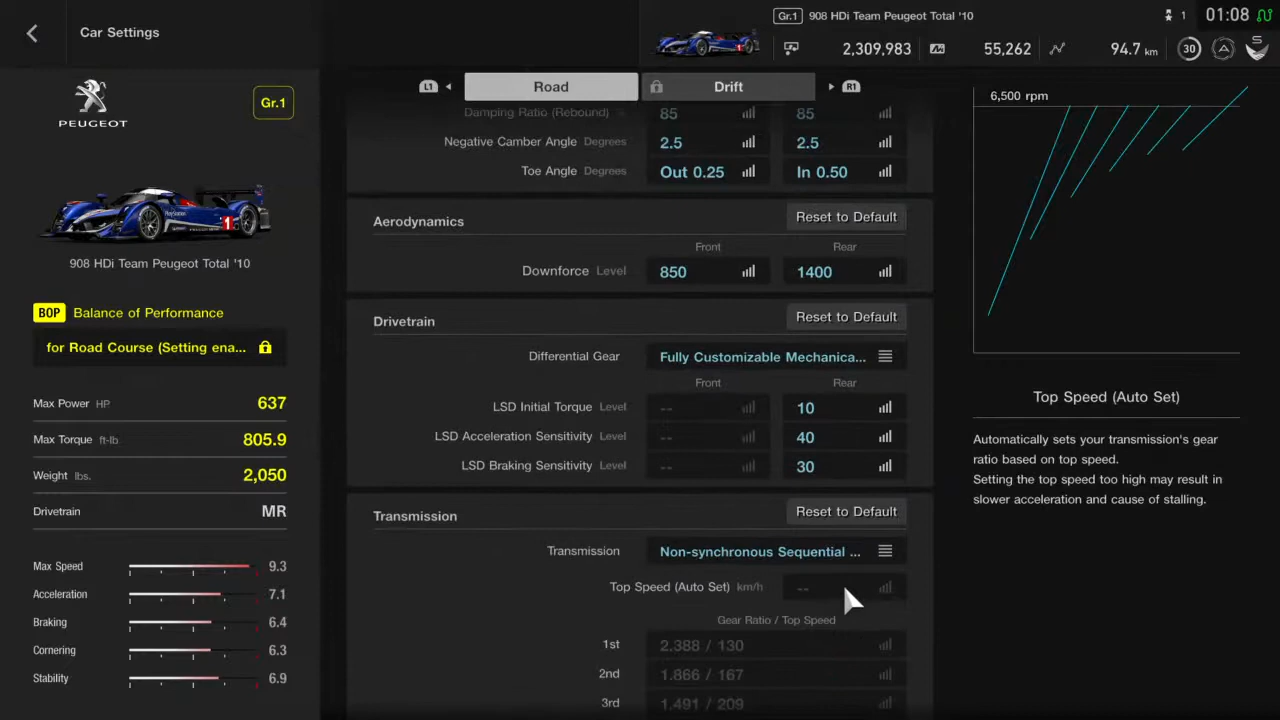 Car Settings
Gr.1 908 HDi Team Peugeot Total '10
1 01:08
2,309,983 55,262 94.7 km 30 A S
PEUGEOT
Gr.1
908 HDi Team Peugeot Total '10
BOP Balance of Performance
for Road Course (Setting ena...
Max Power HP 637
Max Torque ft-lb 805.9
Weight lbs. 2,050
Drivetrain MR
Max Speed 9.3
Acceleration 7.1
Braking 6.4
Cornering 6.3
Stability 6.9
L1 Road Drift R1
Damping Ratio (Rebound) 85 85
Negative Camber Angle Degrees 2.5 2.5
Toe Angle Degrees Out 0.25 In 0.50
Aerodynamics Reset to Default
Front Rear
Downforce Level 850 1400
Drivetrain Reset to Default
Differential Gear Fully Customizable Mechanica...
Front Rear
LSD Initial Torque Level -- 10
LSD Acceleration Sensitivity Level -- 40
LSD Braking Sensitivity Level -- 30
Transmission Reset to Default
Transmission Non-synchronous Sequential ...
Top Speed (Auto Set) km/h --
Gear Ratio / Top Speed
1st 2.388 / 130
2nd 1.866 / 167
3rd 1.491 / 209
6,500 rpm
Top Speed (Auto Set)
Automatically sets your transmission's gear
ratio based on top speed.
Setting the top speed too high may result in
slower acceleration and cause of stalling.